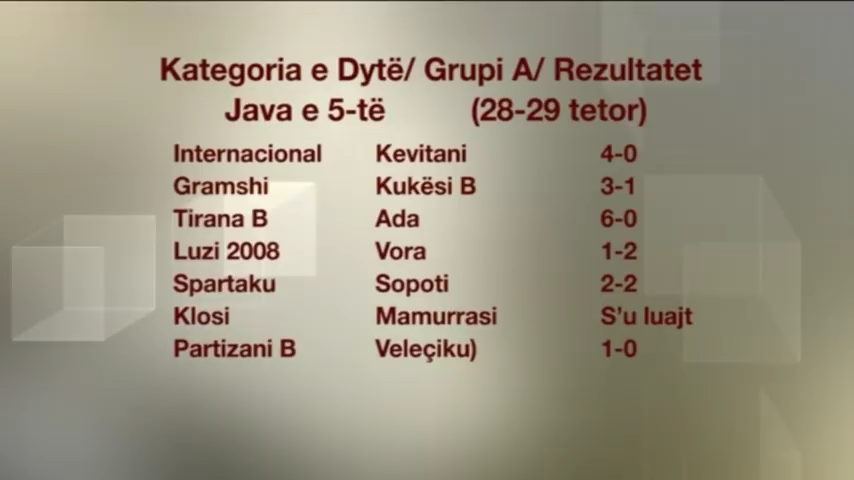 Kategoria e Dytë/ Grupi A/ Rezultatet
Java e 5-të (28-29 tetor)
Internacional Kevitani 4-0
Gramshi Kukësi B 3-1
Tirana B Ada 6-0
Luzi 2008 Vora 1-2
Spartaku Sopoti 2-2
Klosi Mamurrasi S'u luajt
Partizani B Veleçiku) 1-0